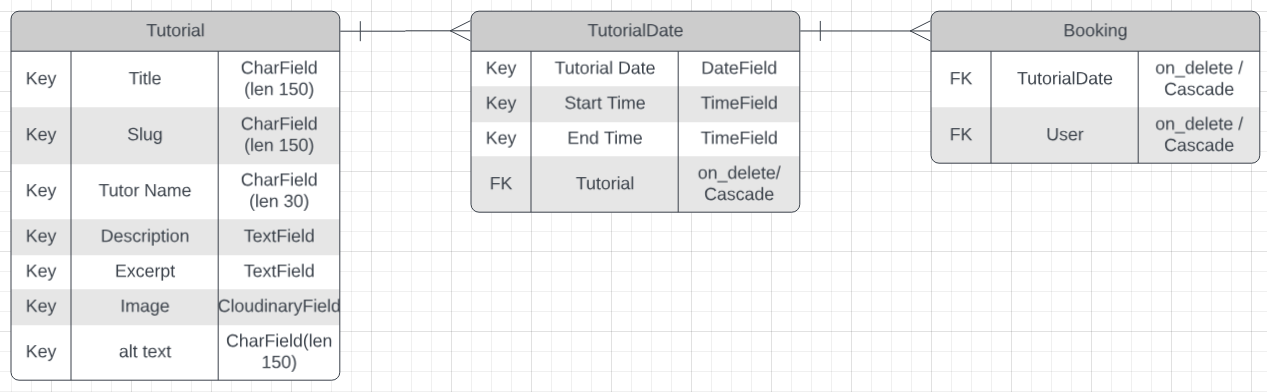 Tutorial
Key Title CharField
(len 150)
Key Slug CharField
(len 150)
Key Tutor Name CharField
(len 30)
Key Description TextField
Key Excerpt TextField
Key Image CloudinaryField
Key alt text CharField(len
150)
TutorialDate
Key Tutorial Date DateField
Key Start Time TimeField
Key End Time TimeField
FK Tutorial on_delete/
Cascade
Booking
FK TutorialDate on_delete /
Cascade
FK User on_delete /
Cascade